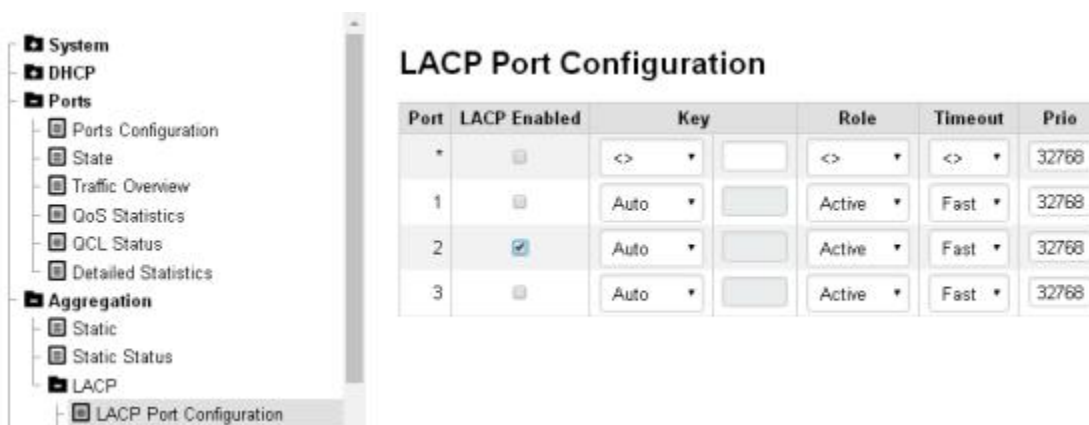 System
DHCP
Ports
Ports Configuration
State
Traffic Overview
QoS Statistics
QCL Status
Detailed Statistics
Aggregation
Static
Static Status
LACP
LACP Port Configuration
LACP Port Configuration
Port LACP Enabled Key Role Timeout Prio
* <> <> <> 32768
1 Auto Active Fast 32768
2 Auto Active Fast 32768
3 Auto Active Fast 32768